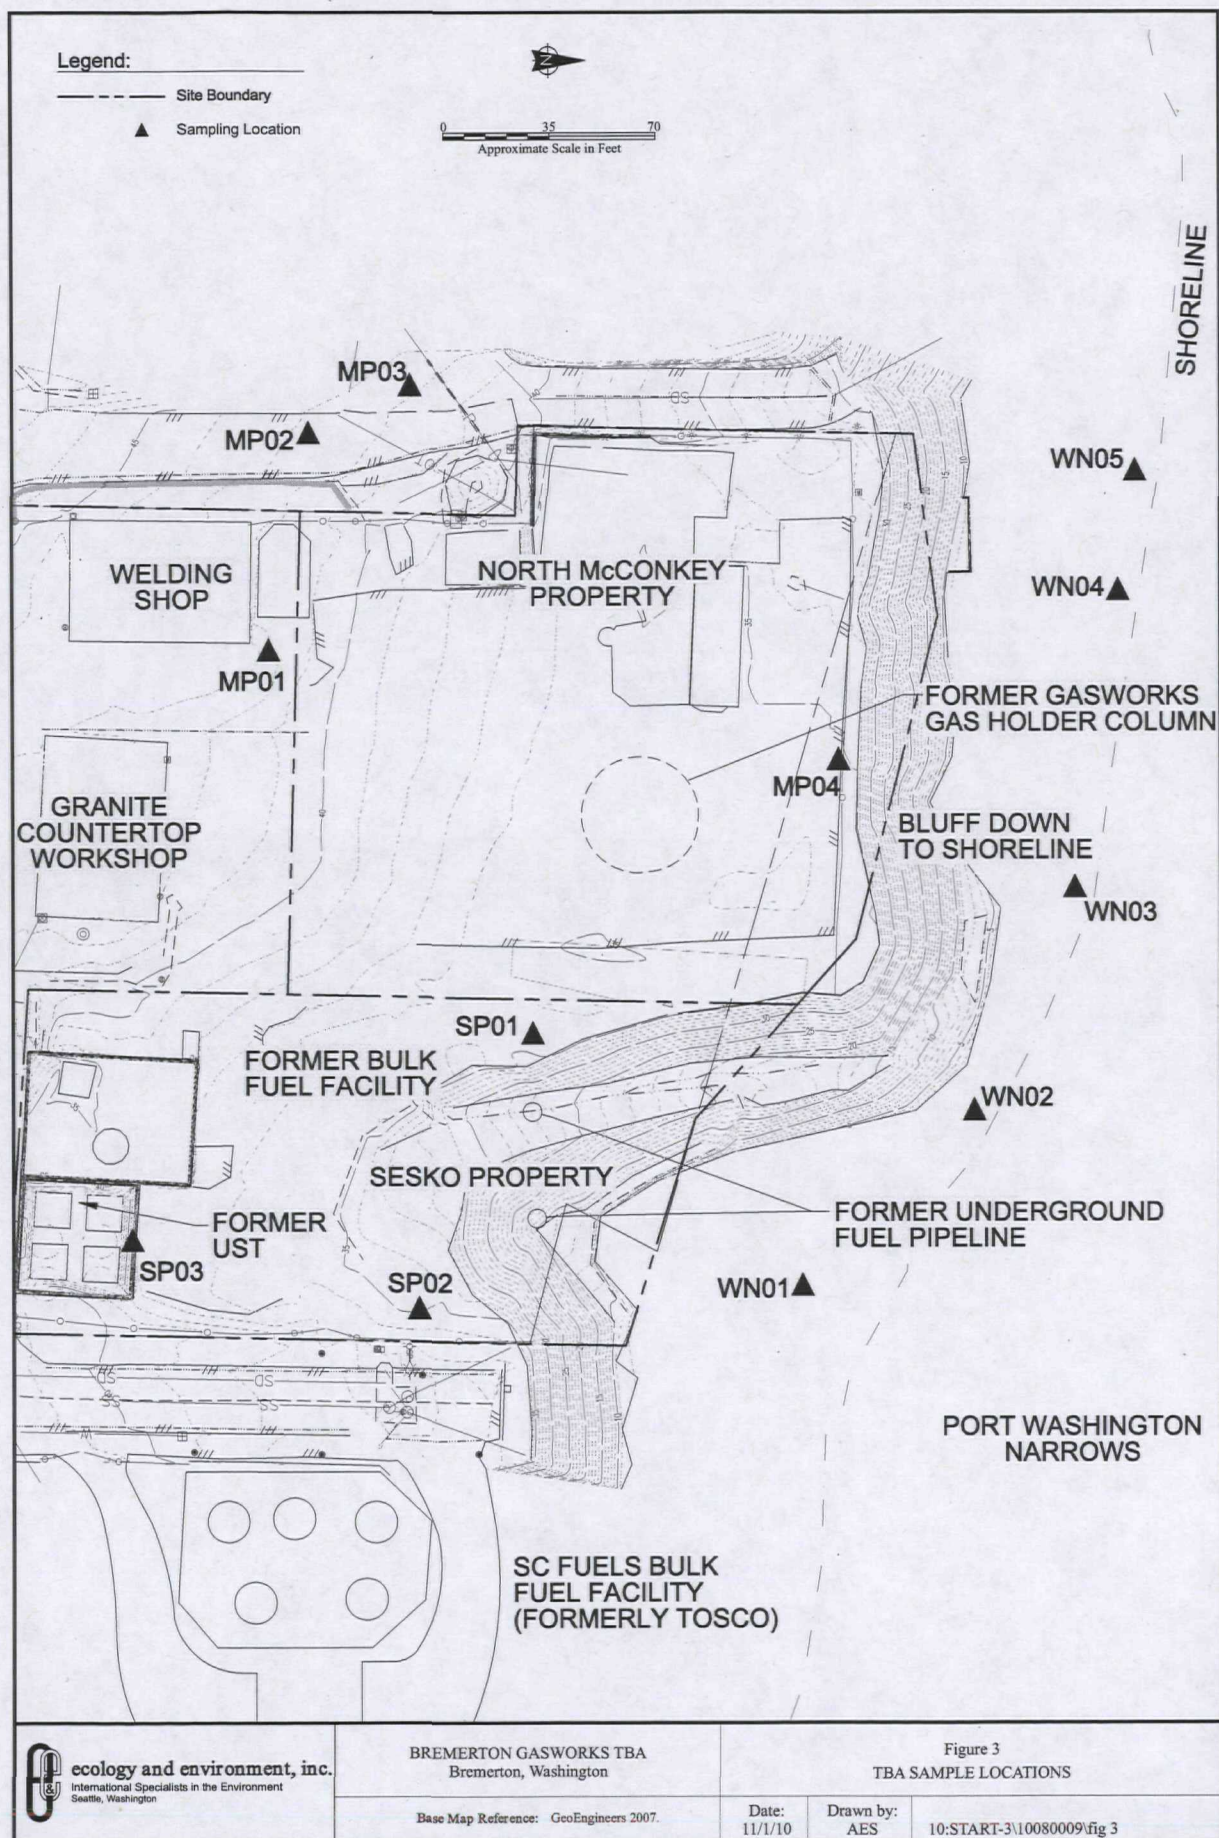 Legend:
Site Boundary
Sampling Location
N
0 35 70
Approximate Scale in Feet
SHORELINE
MP03
MP02
SD
WN05
WELDING
SHOP
NORTH McCONKEY
PROPERTY
WN04
MP01
FORMER GASWORKS
GAS HOLDER COLUMN
MP04
GRANITE
COUNTERTOP
WORKSHOP
BLUFF DOWN
TO SHORELINE
WN03
SP01
FORMER BULK
FUEL FACILITY
WN02
SESKO PROPERTY
FORMER
UST
FORMER UNDERGROUND
FUEL PIPELINE
SP03
SP02
WN01
SD
SD
SS
SS
W
PORT WASHINGTON
NARROWS
SC FUELS BULK
FUEL FACILITY
(FORMERLY TOSCO)
ecology and environment, inc.
International Specialists in the Environment
Seattle, Washington
BREMERTON GASWORKS TBA
Bremerton, Washington
Base Map Reference: GeoEngineers 2007.
Figure 3
TBA SAMPLE LOCATIONS
Date:
11/1/10
Drawn by:
AES
10:START-3\10080009\fig 3